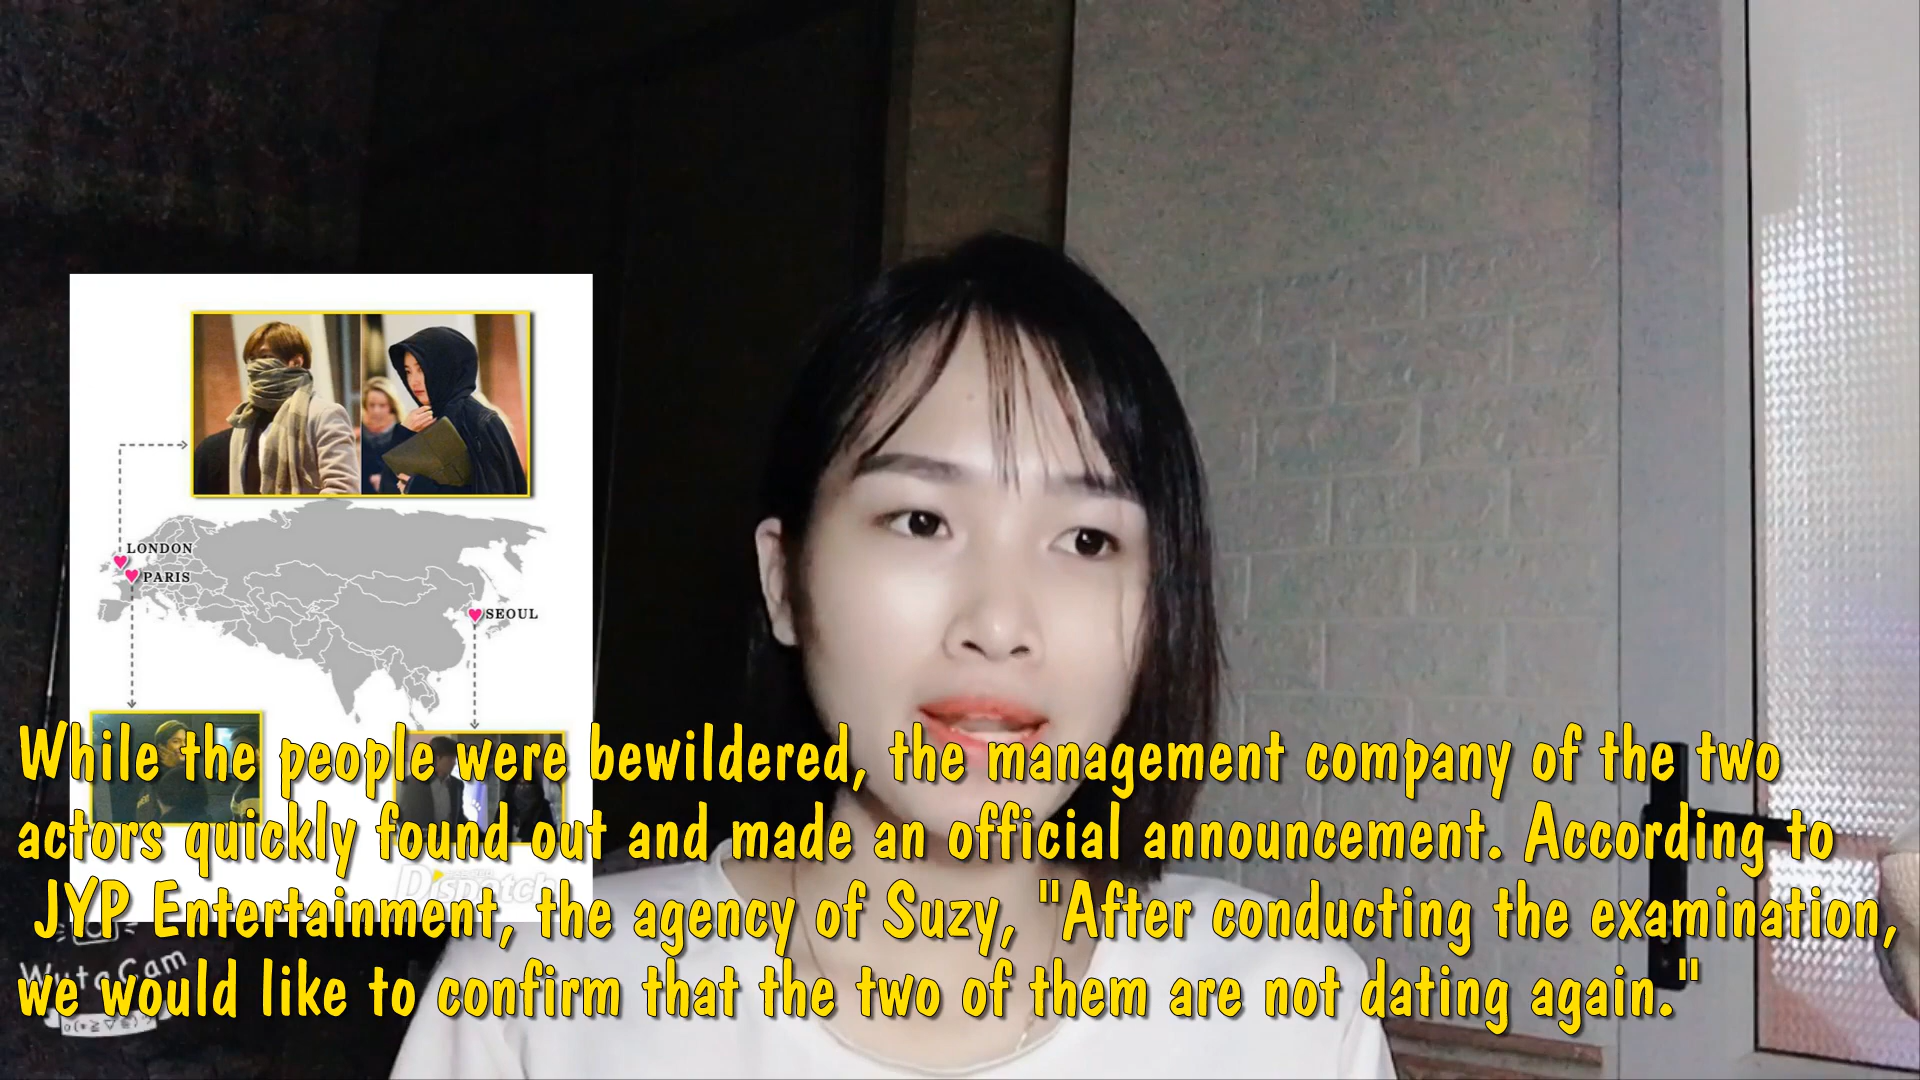 LONDON
PARIS
SEOUL
While the people were bewildered, the management company of the two
actors quickly found out and made an official announcement. According to
JYP Entertainment, the agency of Suzy, "After conducting the examination,
we would like to confirm that the two of them are not dating again."
Dispatch
WutaCam